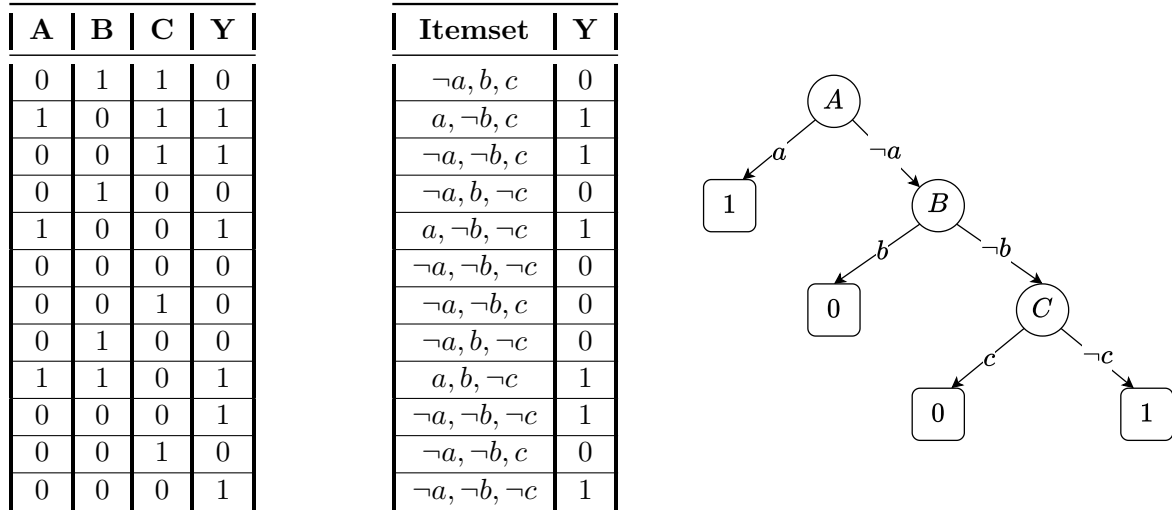 A B C Y
0 1 1 0
1 0 1 1
0 0 1 1
0 1 0 0
1 0 0 1
0 0 0 0
0 0 1 0
0 1 0 0
1 1 0 1
0 0 0 1
0 0 1 0
0 0 0 1
Itemset Y
¬a, b, c 0
a, ¬b, c 1
¬a, ¬b, c 1
¬a, b, ¬c 0
a, ¬b, ¬c 1
¬a, ¬b, ¬c 0
¬a, ¬b, c 0
¬a, b, ¬c 0
a, b, ¬c 1
¬a, ¬b, ¬c 1
¬a, ¬b, c 0
¬a, ¬b, ¬c 1
A
a ¬a
1 B
b ¬b
0 C
c ¬c
0 1